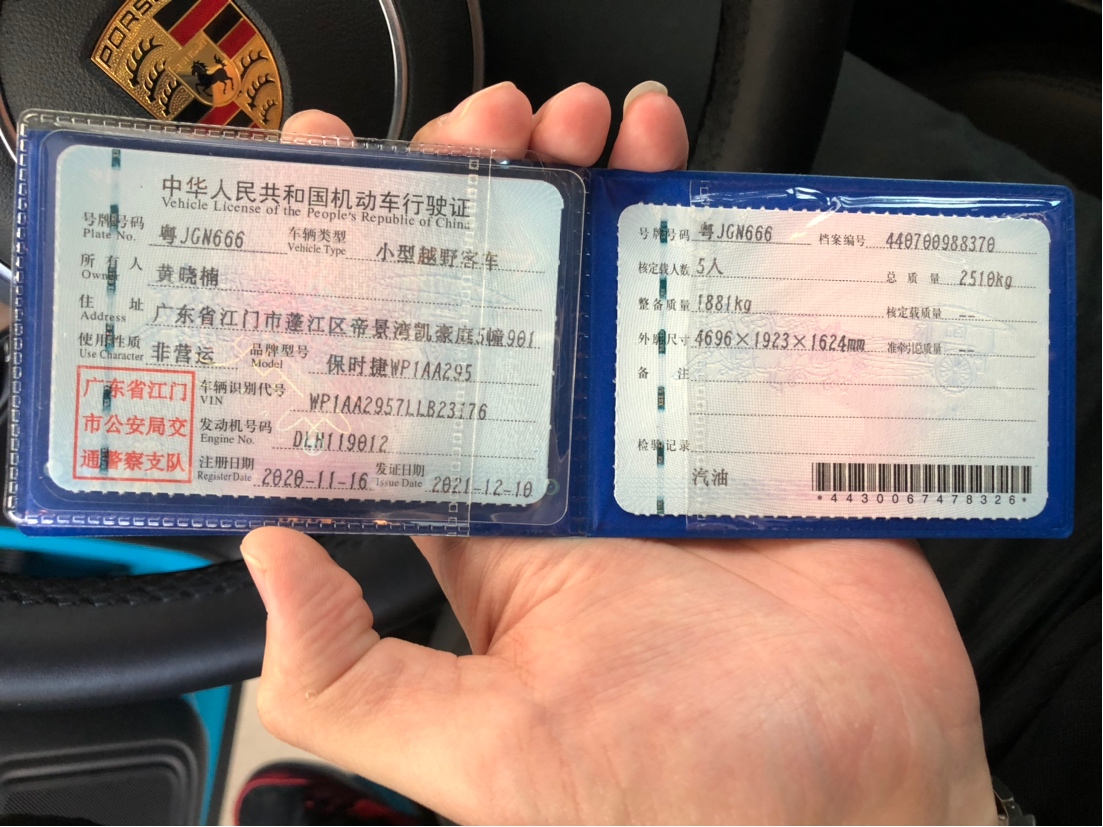 PORSCHE
中华人民共和国机动车行驶证
Vehicle License of the People's Republic of China
号牌号码 粤JGN666 车辆类型 小型越野客车
Plate No. Vehicle Type
所有人 黄晓楠
Owner
住址 广东省江门市蓬江区帝景湾凯豪庭5幢901
Address
使用性质 非营运 品牌型号 保时捷WP1AA295
Use Character Model
广东省江门
市公安局交
通警察支队
车辆识别代号 WP1AA2957LLB23176
VIN
发动机号码 DLH119012
Engine No.
注册日期 2020-11-16 发证日期 2021-12-10
Register Date Issue Date
号牌号码 粤JGN666 档案编号 440700988370
核定载人数 5人 总质量 2510kg
整备质量 1881kg 核定载质量 --
外廓尺寸 4696×1923×1624mm 准牵引总质量 --
备注
检验记录
汽油
*4430067478326*